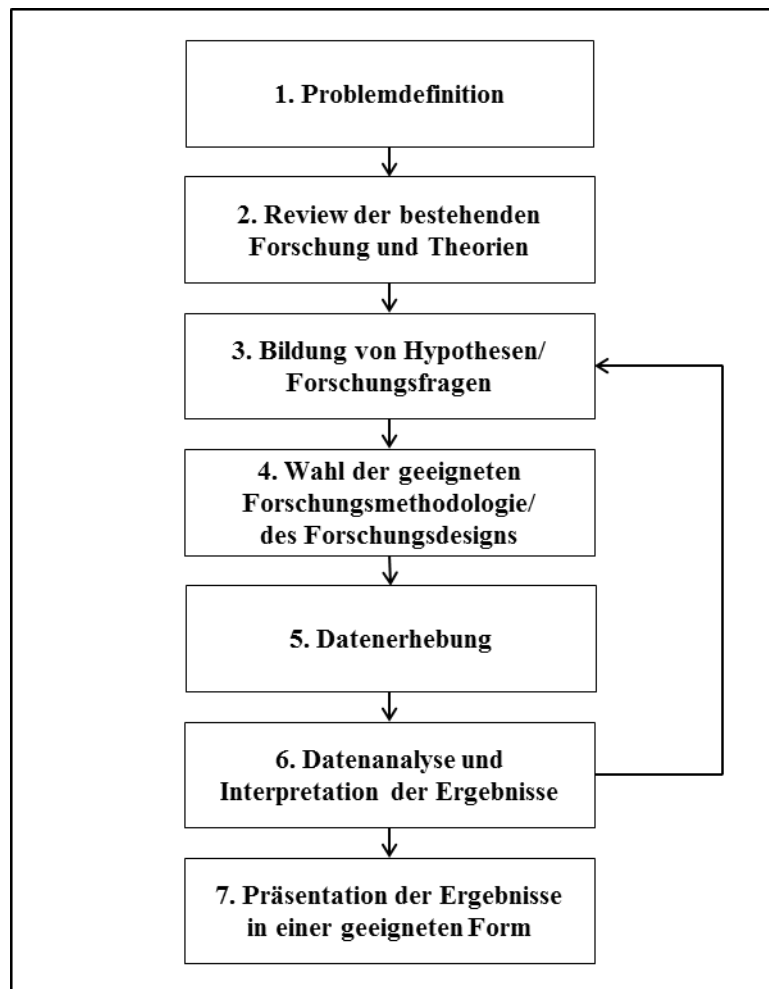 1. Problemdefinition
2. Review der bestehenden
Forschung und Theorien
3. Bildung von Hypothesen/
Forschungsfragen
4. Wahl der geeigneten
Forschungsmethodologie/
des Forschungsdesigns
5. Datenerhebung
6. Datenanalyse und
Interpretation der Ergebnisse
7. Präsentation der Ergebnisse
in einer geeigneten Form